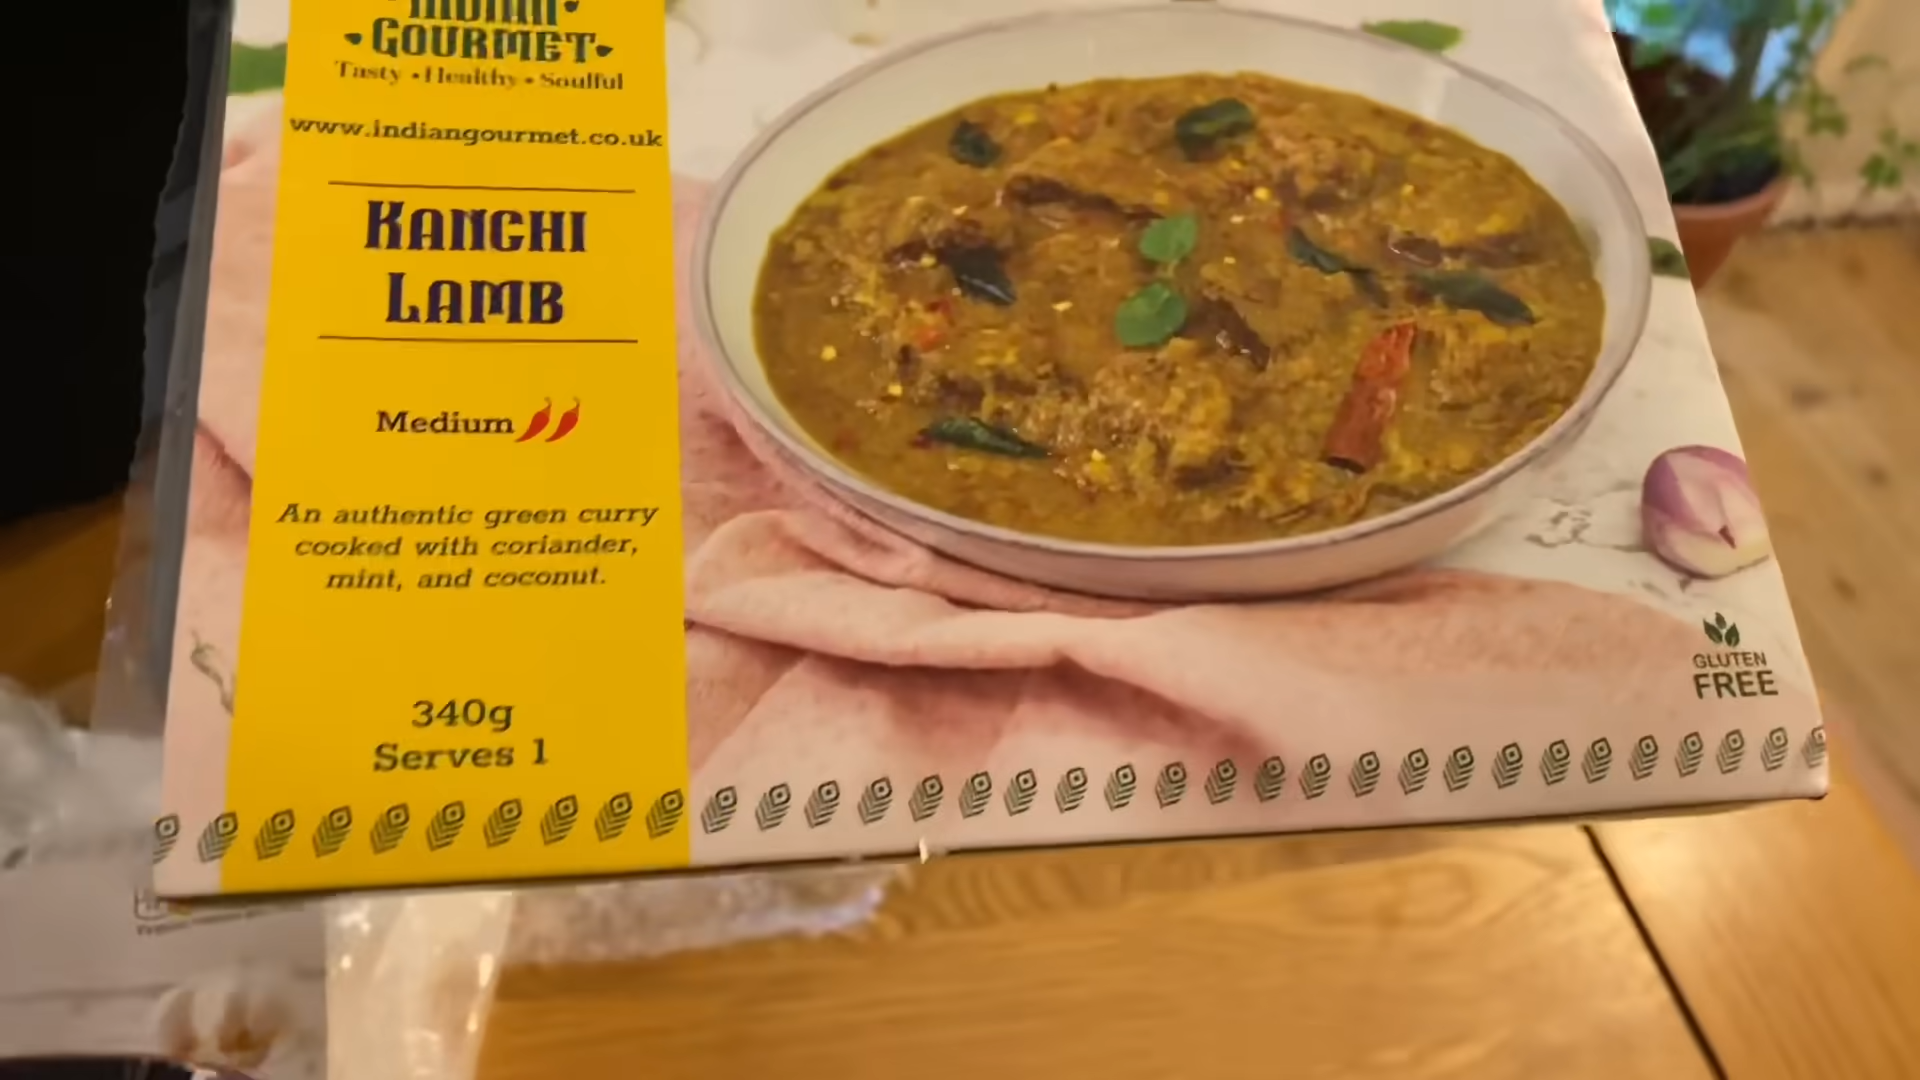 INDIAN
GOURMET
Tasty • Healthy • Soulful
www.indiangourmet.co.uk
KANCHI
LAMB
Medium
An authentic green curry
cooked with coriander,
mint, and coconut.
340g
Serves 1
GLUTEN
FREE